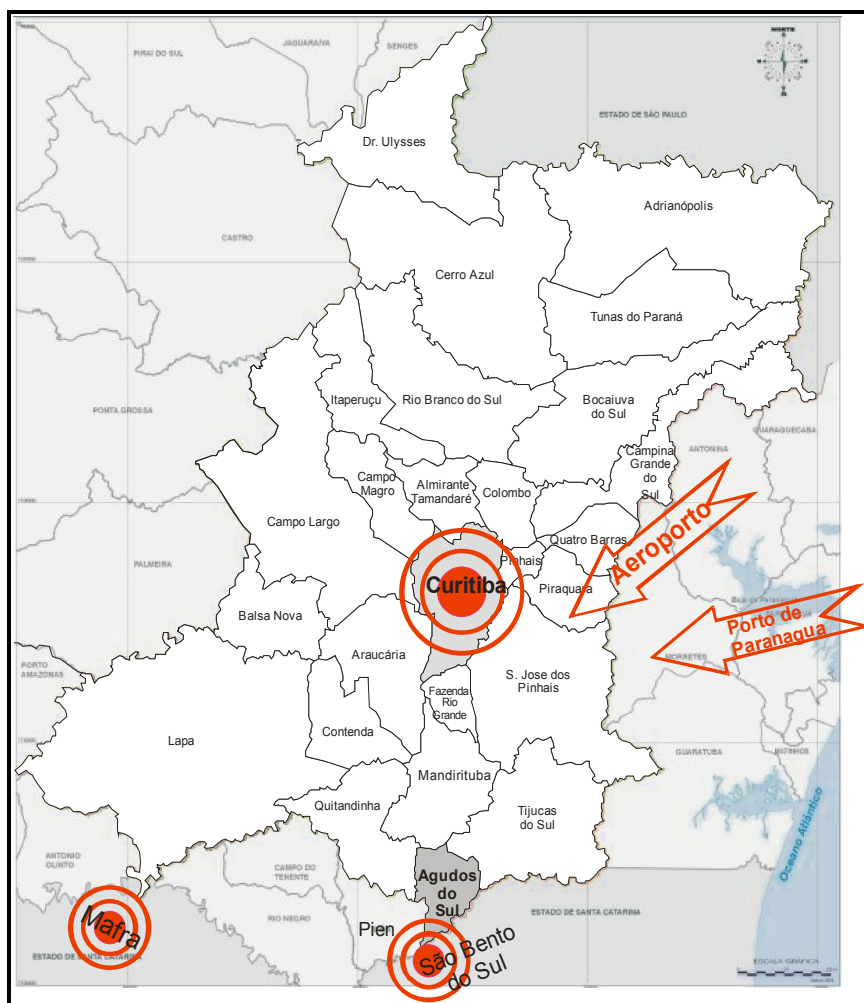 NORTE
JAGUARAÍVA
SENGES
PIRAÍ DO SUL
ESTADO DE SÃO PAULO
Dr. Ulysses
Adrianópolis
CASTRO
Cerro Azul
Tunas do Paraná
Itaperuçu
Rio Branco do Sul
Bocaiuva
do Sul
PONTA GROSSA
GUARAQUEÇABA
ANTONINA
Campina
Grande
do
Sul
Campo
Magro
Almirante
Tamandaré
Colombo
Campo Largo
Quatro Barras
Aeroporto
Pinhais
PALMEIRA
Curitiba
Piraquara
Balsa Nova
Porto de
Paranagua
Araucária
MORRETES
PORTO
AMAZONAS
S. Jose dos
Pinhais
Fazenda
Rio
Grande
Lapa
Contenda
GUARATUBA
MATINHOS
Mandirituba
Quitandinha
Tijucas
do Sul
Oceano Atlântico
ANTONIO
OLINTO
CAMPO DO
TENENTE
Agudos
do
Sul
Mafra
RIO NEGRO
Pien
ESTADO DE SANTA CATARINA
São Bento
do Sul
ESTADO DE SANTA CATARINA
ESCALA GRÁFICA